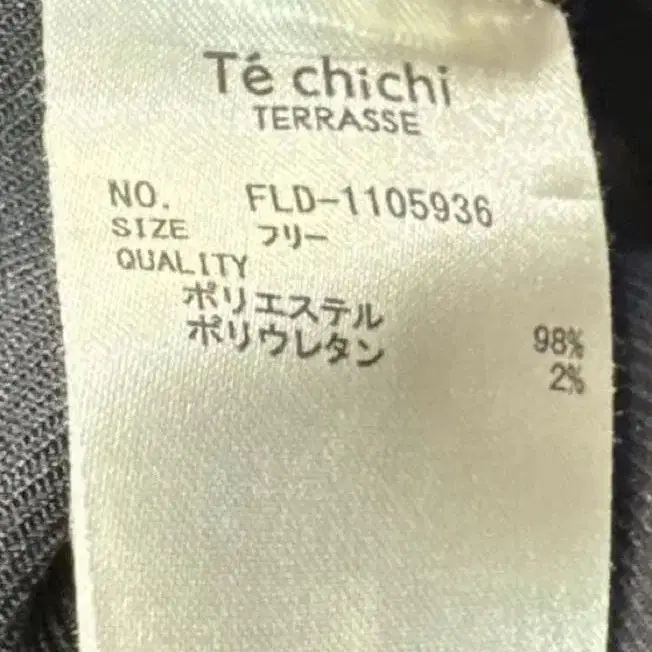 Té chichi
TERRASSE
NO. FLD-1105936
SIZE フリー
QUALITY
ポリエステル 98%
ポリウレタン 2%